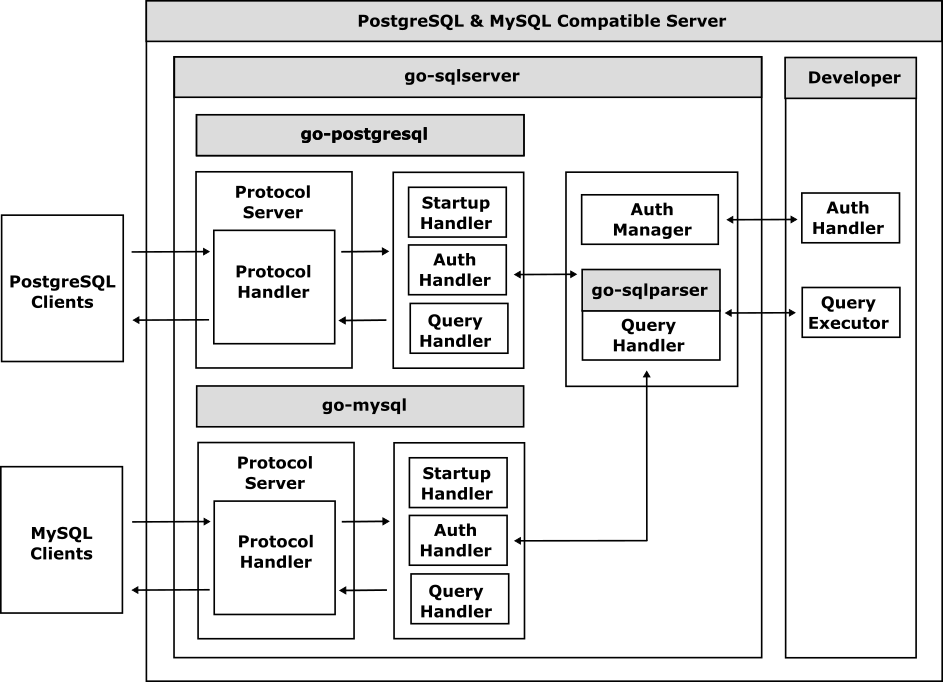 PostgreSQL & MySQL Compatible Server
go-sqlserver
Developer
go-postgresql
Protocol
Server
Protocol
Handler
Startup
Handler
Auth
Handler
Query
Handler
Auth
Manager
go-sqlparser
Query
Handler
Auth
Handler
Query
Executor
PostgreSQL
Clients
go-mysql
Protocol
Server
Protocol
Handler
Startup
Handler
Auth
Handler
Query
Handler
MySQL
Clients